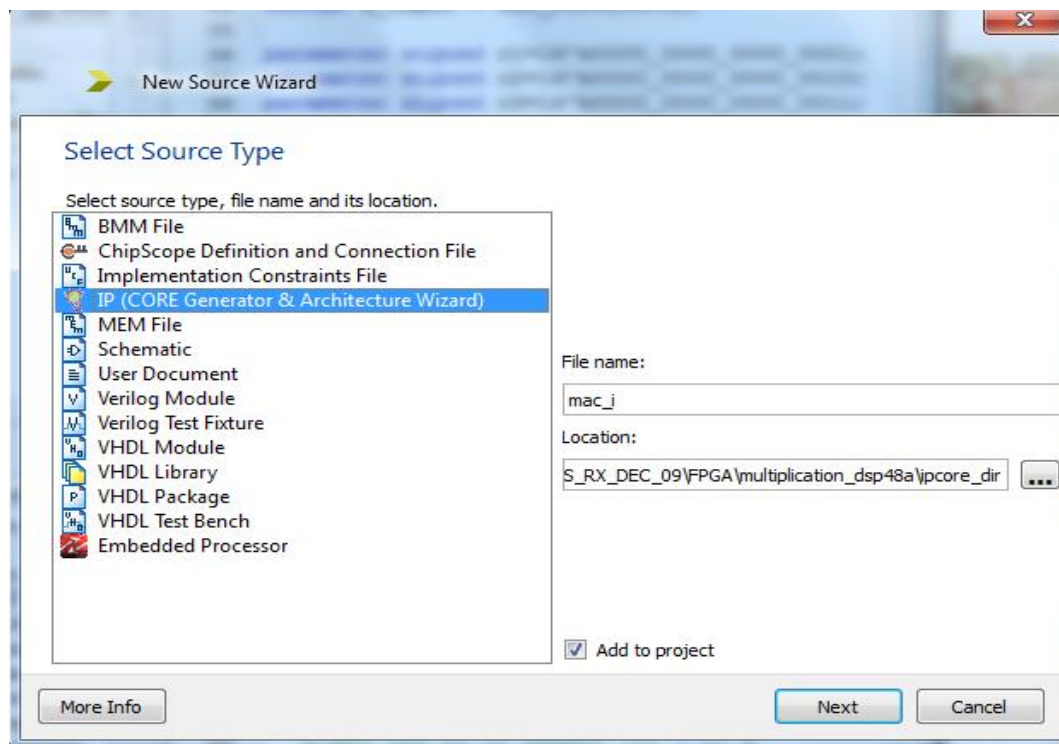 New Source Wizard
Select Source Type
Select source type, file name and its location.
BMM File
ChipScope Definition and Connection File
Implementation Constraints File
IP (CORE Generator & Architecture Wizard)
MEM File
Schematic
User Document
Verilog Module
Verilog Test Fixture
VHDL Module
VHDL Library
VHDL Package
VHDL Test Bench
Embedded Processor
File name:
mac_i
Location:
S_RX_DEC_09\FPGA\multiplication_dsp48a\ipcore_dir
...
Add to project
More Info
Next
Cancel